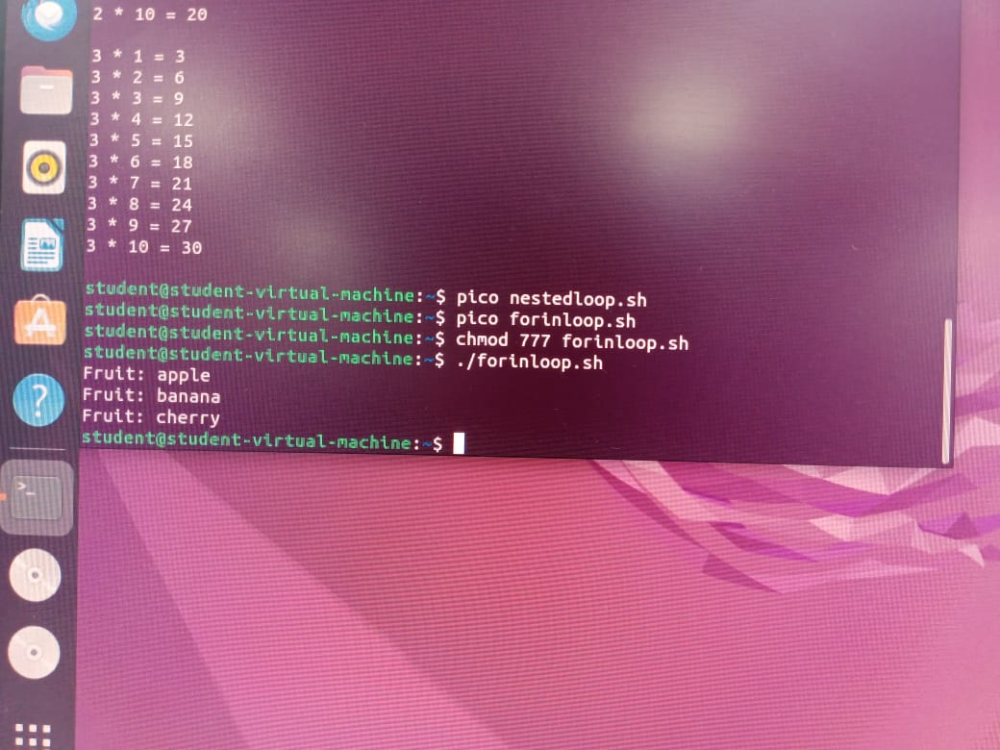 2 * 10 = 20
3 * 1 = 3
3 * 2 = 6
3 * 3 = 9
3 * 4 = 12
3 * 5 = 15
3 * 6 = 18
3 * 7 = 21
3 * 8 = 24
3 * 9 = 27
3 * 10 = 30
student@student-virtual-machine:~$ pico nestedloop.sh
student@student-virtual-machine:~$ pico forinloop.sh
student@student-virtual-machine:~$ chmod 777 forinloop.sh
student@student-virtual-machine:~$ ./forinloop.sh
Fruit: apple
Fruit: banana
Fruit: cherry
student@student-virtual-machine:~$